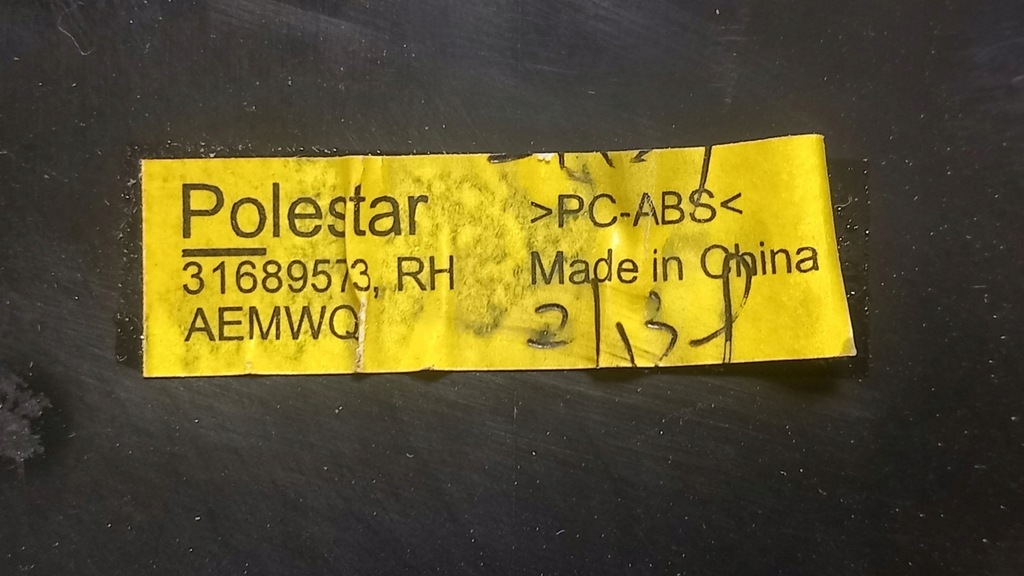 Polestar >PC-ABS<
31689573, RH Made in China
AEMWQ